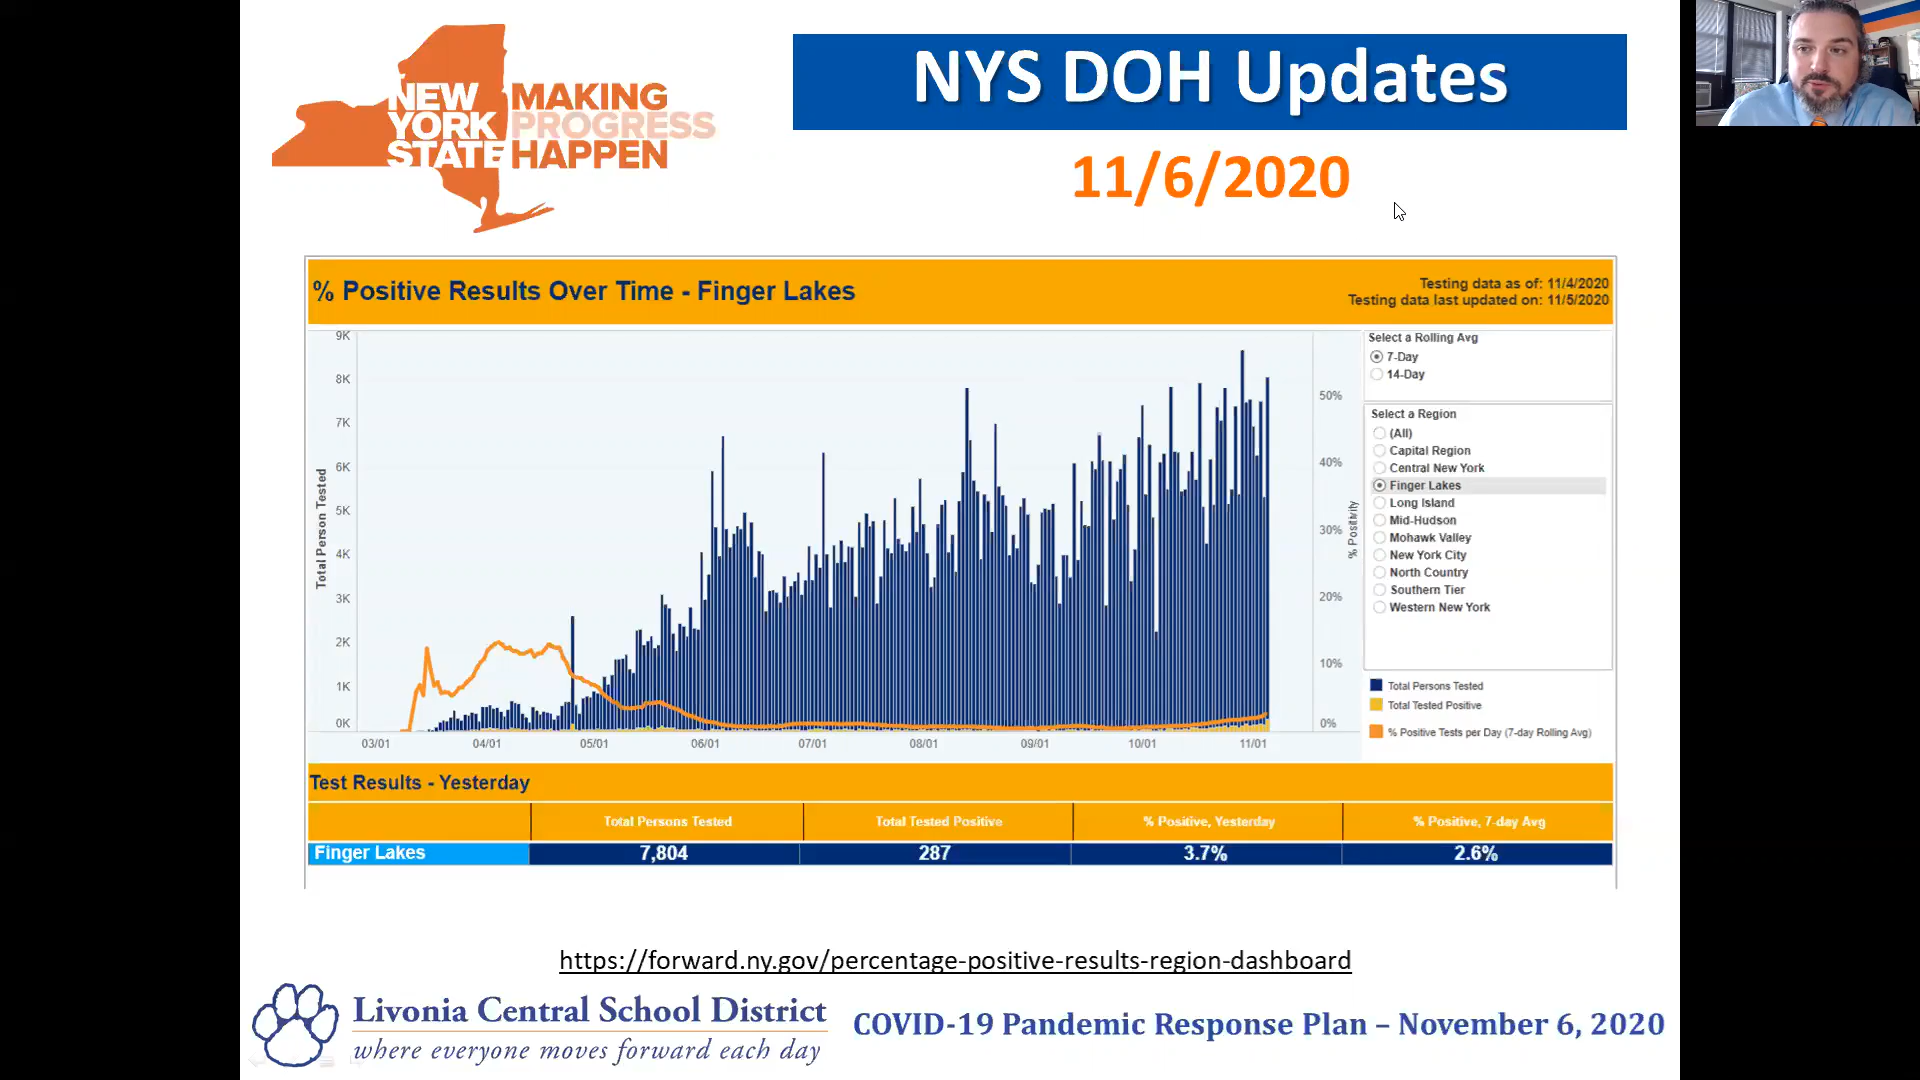 NEW
YORK
STATE
MAKING
PROGRESS
HAPPEN
NYS DOH Updates
11/6/2020
% Positive Results Over Time - Finger Lakes
Testing data as of: 11/4/2020
Testing data last updated on: 11/5/2020
9K
8K
7K
6K
5K
4K
3K
2K
1K
0K
Total Person Tested
50%
40%
30%
20%
10%
0%
% Positivity
03/01 04/01 05/01 06/01 07/01 08/01 09/01 10/01 11/01
Select a Rolling Avg
7-Day
14-Day
Select a Region
(All)
Capital Region
Central New York
Finger Lakes
Long Island
Mid-Hudson
Mohawk Valley
New York City
North Country
Southern Tier
Western New York
Total Persons Tested
Total Tested Positive
% Positive Tests per Day (7-day Rolling Avg)
Test Results - Yesterday
Total Persons Tested Total Tested Positive % Positive, Yesterday % Positive, 7-day Avg
Finger Lakes 7,804 287 3.7% 2.6%
https://forward.ny.gov/percentage-positive-results-region-dashboard
Livonia Central School District
where everyone moves forward each day
COVID-19 Pandemic Response Plan – November 6, 2020